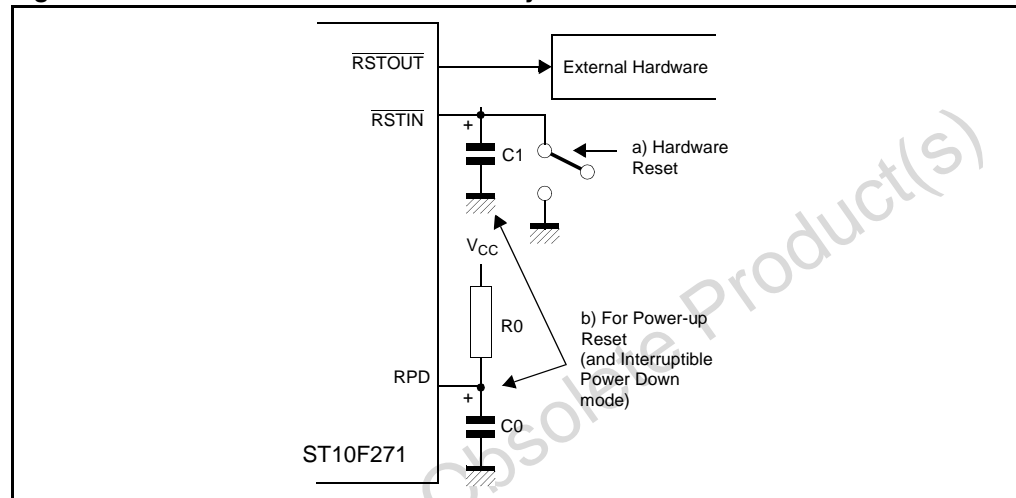 RSTOUT
External Hardware
RSTIN
+
C1
a) Hardware
Reset
VCC
R0
b) For Power-up
Reset
(and Interruptible
Power Down
mode)
RPD
+
C0
ST10F271
Obsolete Product(s)